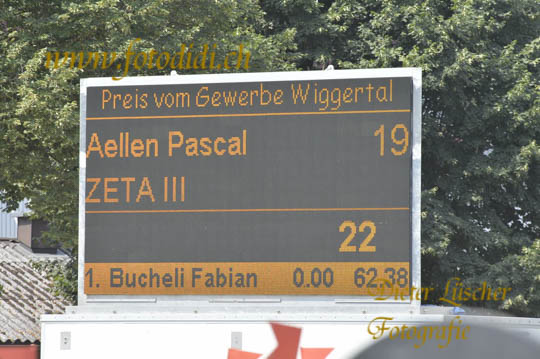 www.fotodidi.ch
Preis vom Gewerbe Wiggertal
Aellen Pascal 19
ZETA III
22
1. Bucheli Fabian 0.00 62.38
Dieter Lüscher
Fotografie